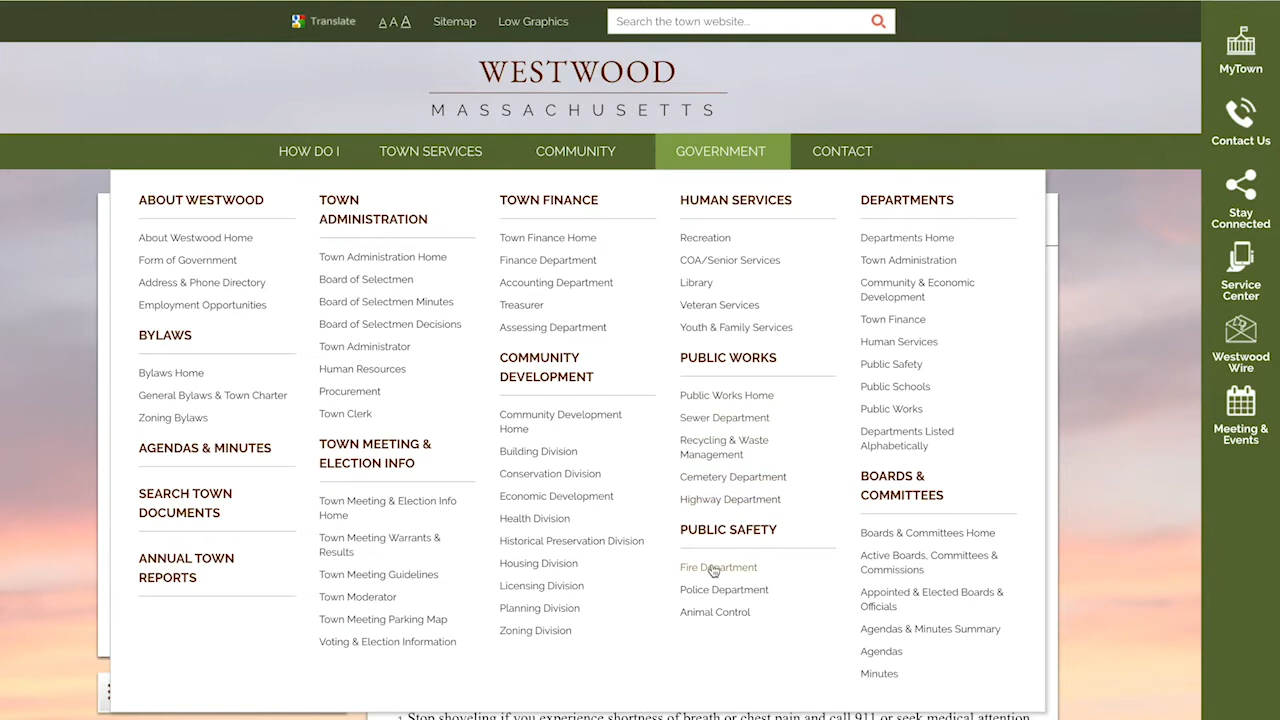 Translate
A A A
Sitemap
Low Graphics
Search the town website...
WESTWOOD
MASSACHUSETTS
HOW DO I
TOWN SERVICES
COMMUNITY
GOVERNMENT
CONTACT
ABOUT WESTWOOD
About Westwood Home
Form of Government
Address & Phone Directory
Employment Opportunities
BYLAWS
Bylaws Home
General Bylaws & Town Charter
Zoning Bylaws
AGENDAS & MINUTES
SEARCH TOWN
DOCUMENTS
ANNUAL TOWN
REPORTS
TOWN
ADMINISTRATION
Town Administration Home
Board of Selectmen
Board of Selectmen Minutes
Board of Selectmen Decisions
Town Administrator
Human Resources
Procurement
Town Clerk
TOWN MEETING &
ELECTION INFO
Town Meeting & Election Info
Home
Town Meeting Warrants &
Results
Town Meeting Guidelines
Town Moderator
Town Meeting Parking Map
Voting & Election Information
TOWN FINANCE
Town Finance Home
Finance Department
Accounting Department
Treasurer
Assessing Department
COMMUNITY
DEVELOPMENT
Community Development
Home
Building Division
Conservation Division
Economic Development
Health Division
Historical Preservation Division
Housing Division
Licensing Division
Planning Division
Zoning Division
HUMAN SERVICES
Recreation
COA/Senior Services
Library
Veteran Services
Youth & Family Services
PUBLIC WORKS
Public Works Home
Sewer Department
Recycling & Waste
Management
Cemetery Department
Highway Department
PUBLIC SAFETY
Fire Department
Police Department
Animal Control
DEPARTMENTS
Departments Home
Town Administration
Community & Economic
Development
Town Finance
Human Services
Public Safety
Public Schools
Public Works
Departments Listed
Alphabetically
BOARDS &
COMMITTEES
Boards & Committees Home
Active Boards, Committees &
Commissions
Appointed & Elected Boards &
Officials
Agendas & Minutes Summary
Agendas
Minutes
MyTown
Contact Us
Stay
Connected
Service
Center
Westwood
Wire
Meeting &
Events
1. Stop shoveling if you experience shortness of breath or chest pain and call 911 or seek medical attention